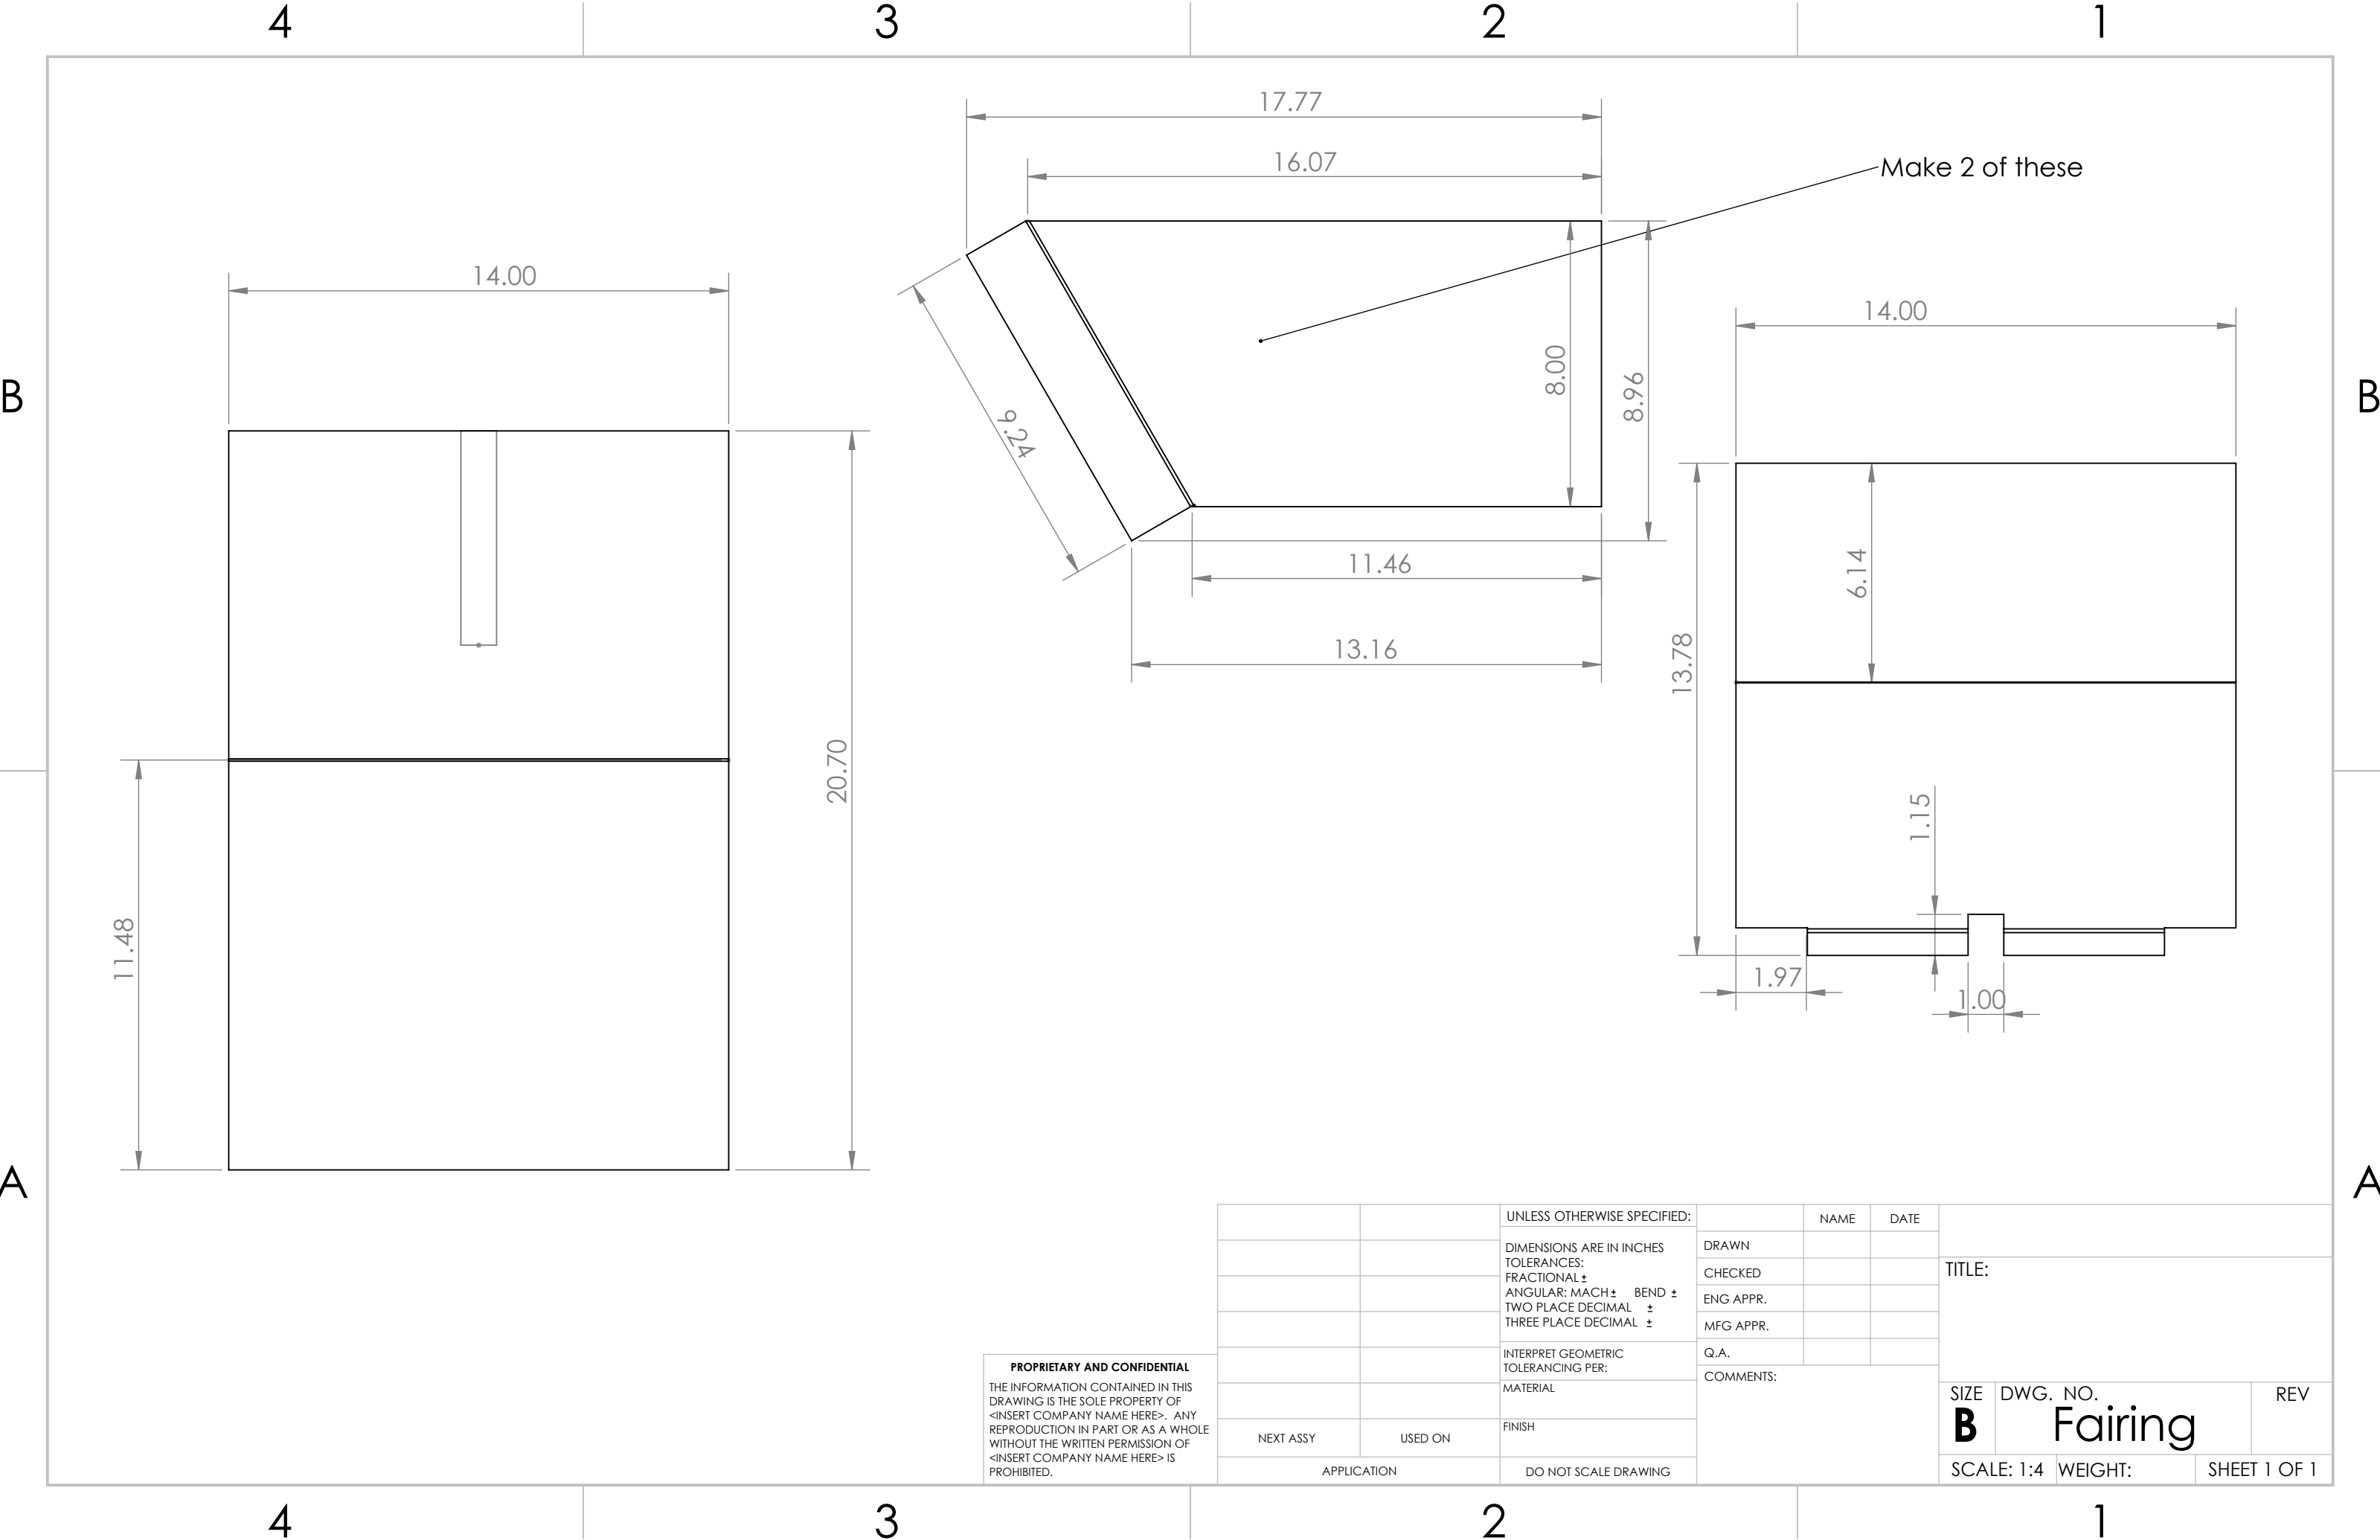 4 3 2 1
17.77
16.07
Make 2 of these
14.00
14.00
B B
8.00
8.96
9.24
11.46
6.14
13.16
13.78
20.70
1.15
11.48
1.97
1.00
A A
UNLESS OTHERWISE SPECIFIED:
DIMENSIONS ARE IN INCHES
TOLERANCES:
FRACTIONAL ±
ANGULAR: MACH ± BEND ±
TWO PLACE DECIMAL ±
THREE PLACE DECIMAL ±
INTERPRET GEOMETRIC
TOLERANCING PER:
MATERIAL
FINISH
DO NOT SCALE DRAWING
NAME DATE
DRAWN
CHECKED
ENG APPR.
MFG APPR.
Q.A.
COMMENTS:
TITLE:
SIZE DWG. NO. REV
B Fairing
SCALE: 1:4 WEIGHT: SHEET 1 OF 1
PROPRIETARY AND CONFIDENTIAL
THE INFORMATION CONTAINED IN THIS
DRAWING IS THE SOLE PROPERTY OF
<INSERT COMPANY NAME HERE>. ANY
REPRODUCTION IN PART OR AS A WHOLE
WITHOUT THE WRITTEN PERMISSION OF
<INSERT COMPANY NAME HERE> IS
PROHIBITED.
NEXT ASSY USED ON
APPLICATION
4 3 2 1